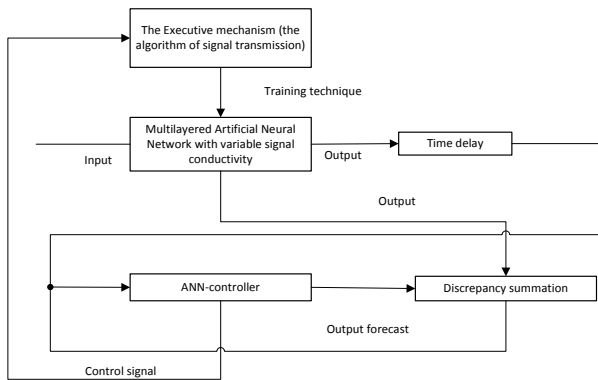 The Executive mechanism (the
algorithm of signal transmission)
Training technique
Multilayered Artificial Neural
Network with variable signal
conductivity
Input
Output
Time delay
Output
ANN-controller
Discrepancy summation
Output forecast
Control signal